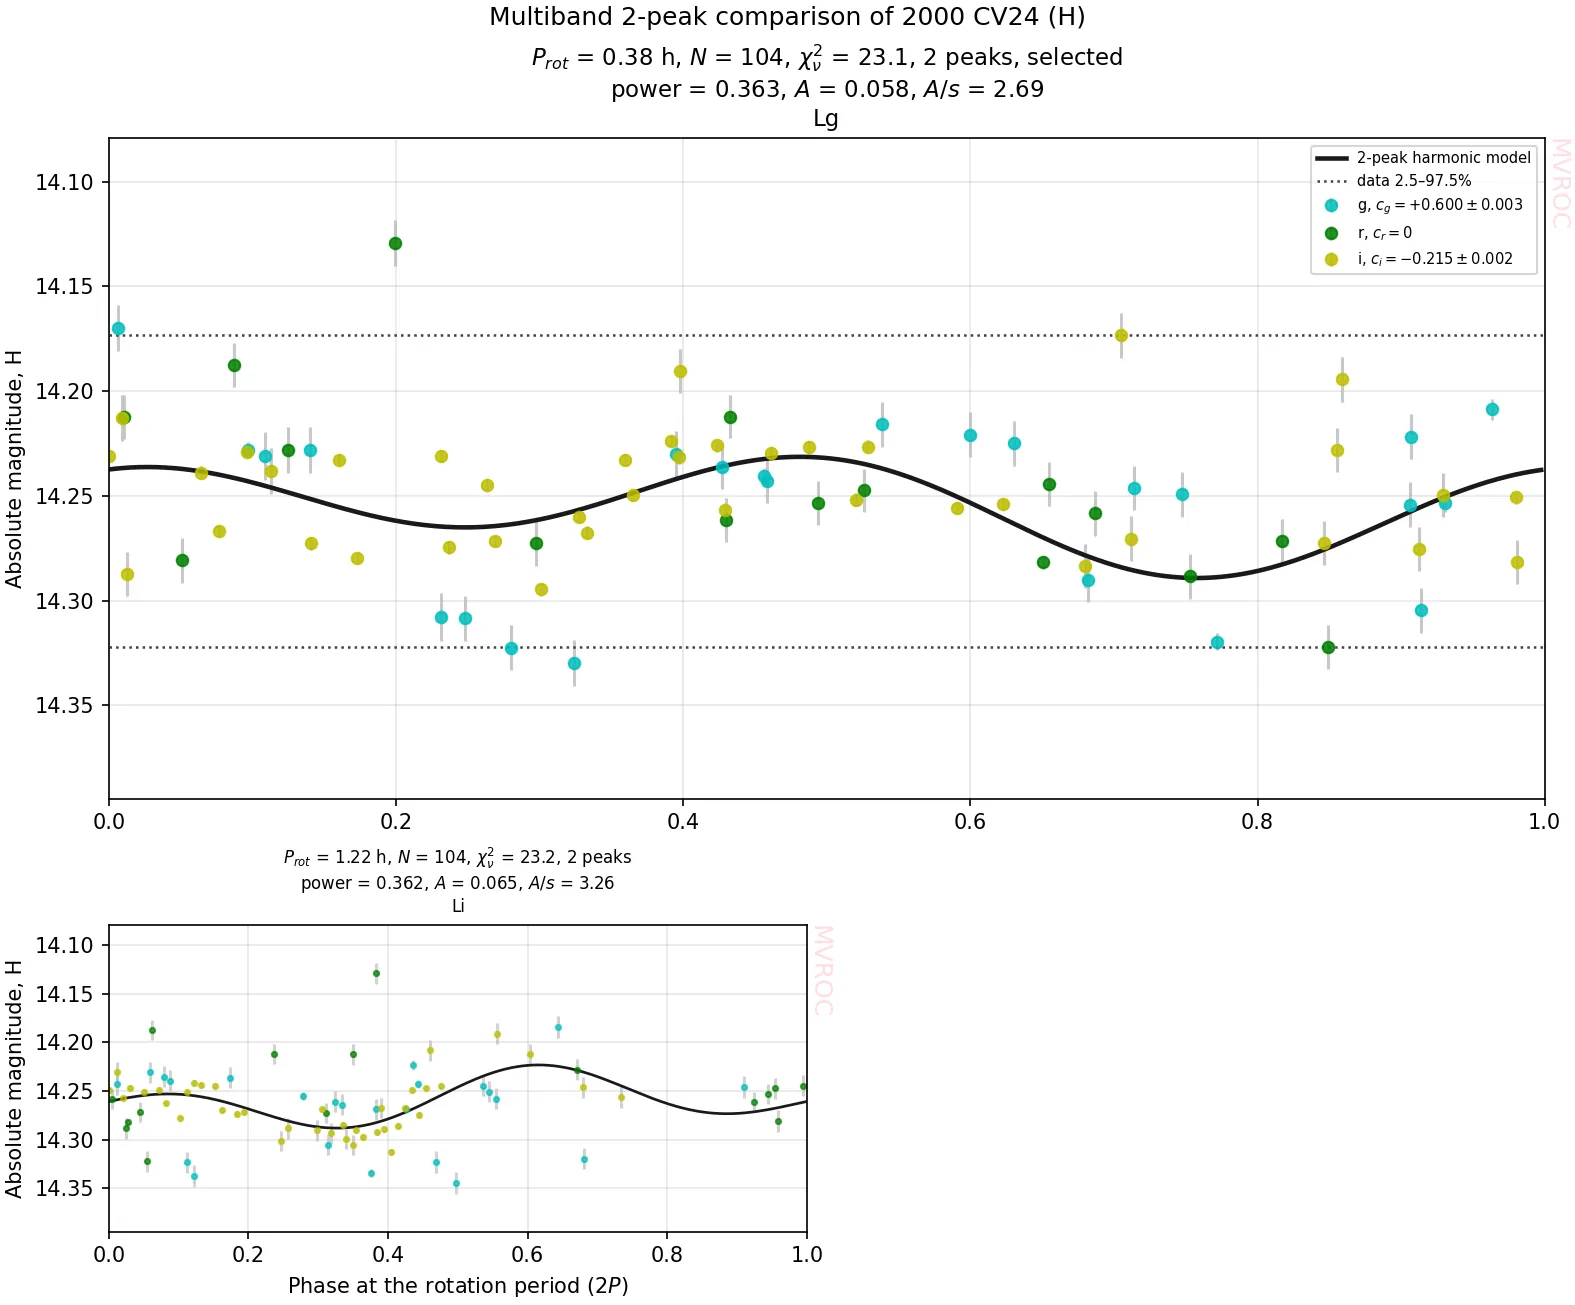 Multiband 2-peak comparison of 2000 CV24 (H)
P_rot = 0.38 h, N = 104, χ²_ν = 23.1, 2 peaks, selected
power = 0.363, A = 0.058, A/s = 2.69
Lg
2-peak harmonic model
data 2.5–97.5%
g, c_g = +0.600 ± 0.003
r, c_r = 0
i, c_i = −0.215 ± 0.002
MVROC
Absolute magnitude, H
14.10
14.15
14.20
14.25
14.30
14.35
0.0 0.2 0.4 0.6 0.8 1.0
P_rot = 1.22 h, N = 104, χ²_ν = 23.2, 2 peaks
power = 0.362, A = 0.065, A/s = 3.26
Li
MVROC
Absolute magnitude, H
14.10
14.15
14.20
14.25
14.30
14.35
0.0 0.2 0.4 0.6 0.8 1.0
Phase at the rotation period (2P)